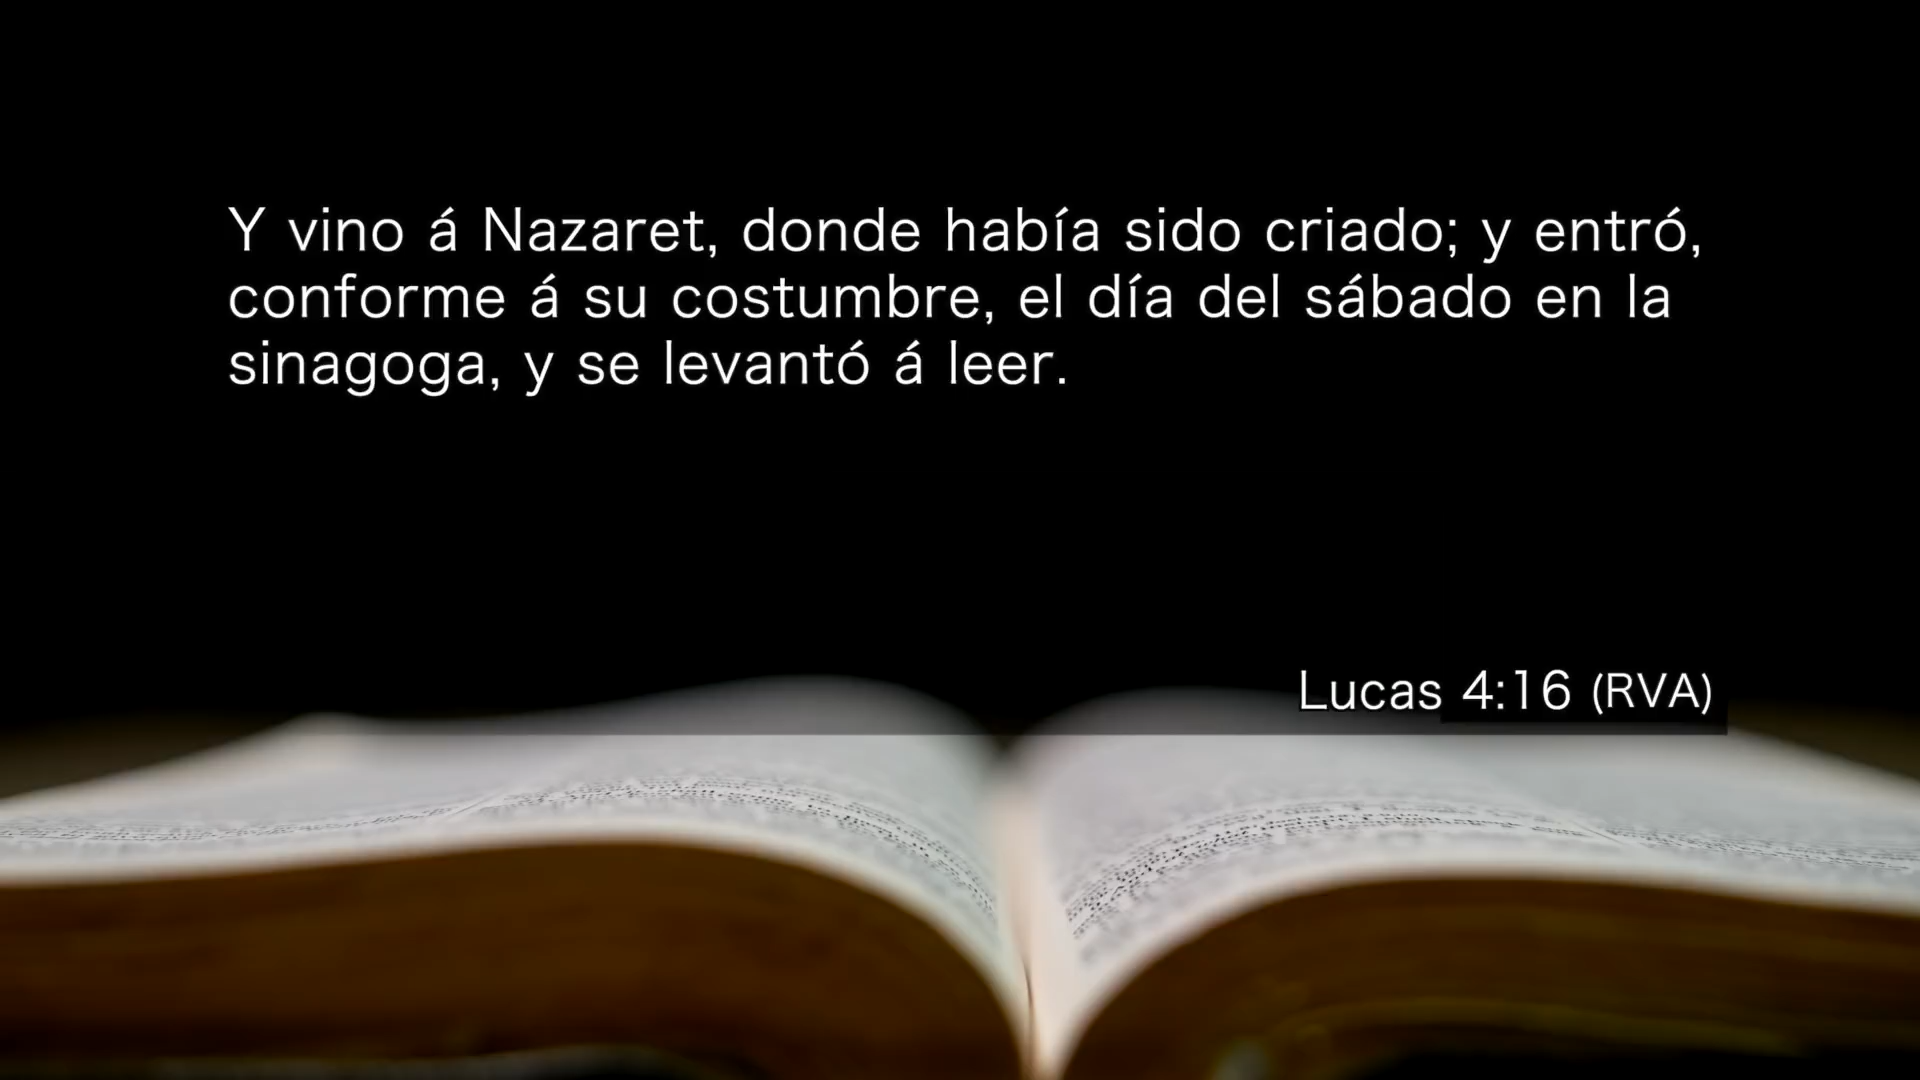 Y vino á Nazaret, donde había sido criado; y entró,
conforme á su costumbre, el día del sábado en la
sinagoga, y se levantó á leer.
Lucas 4:16 (RVA)